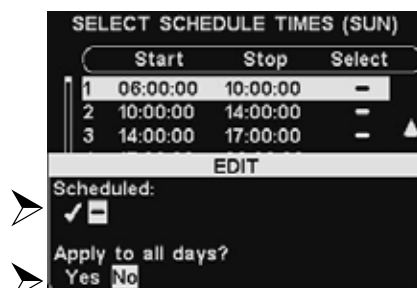 SELECT SCHEDULE TIMES (SUN)
Start Stop Select
1 06:00:00 10:00:00 –
2 10:00:00 14:00:00 –
3 14:00:00 17:00:00 –
EDIT
Scheduled:
✓ –
Apply to all days?
Yes No